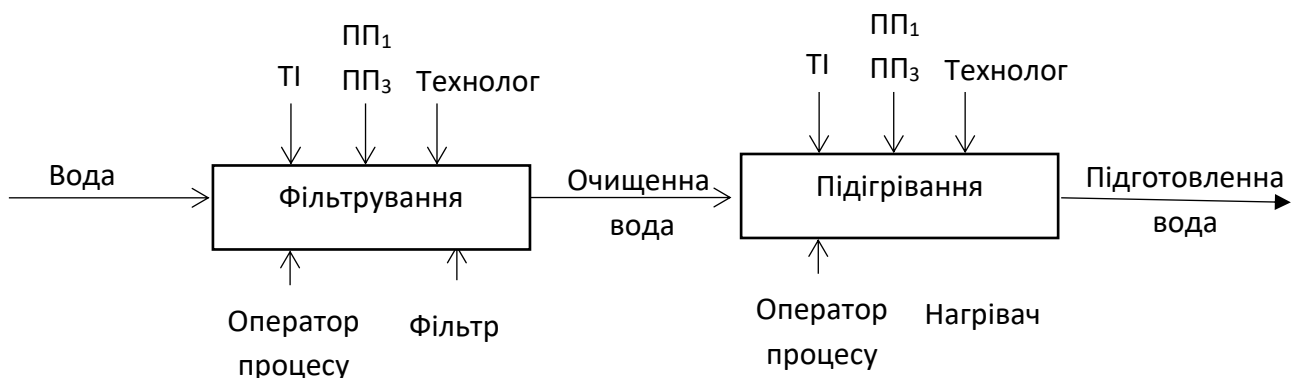 ПП₁
ТІ ПП₃ Технолог
Вода
Фільтрування
Оператор
процесу
Фільтр
Очищенна
вода
ПП₁
ТІ ПП₃ Технолог
Підігрівання
Оператор
процесу
Нагрівач
Підготовленна
вода